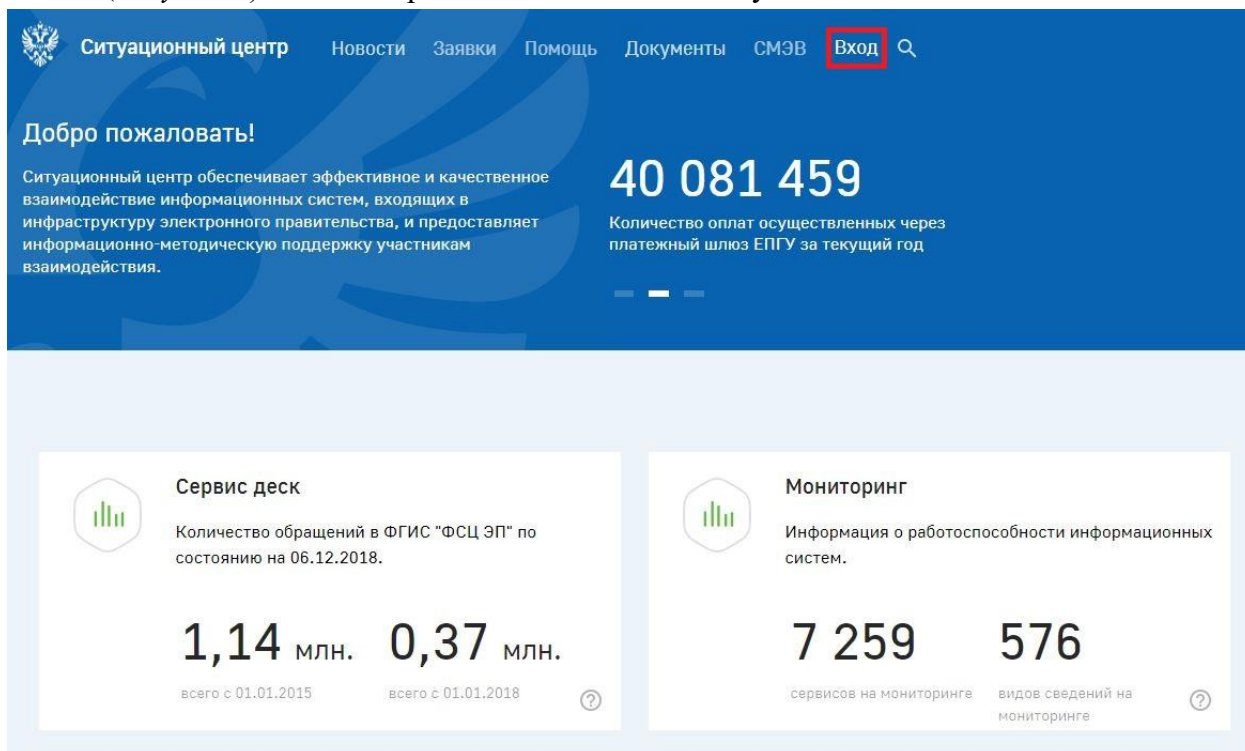 Ситуационный центр Новости Заявки Помощь Документы СМЭВ Вход
Добро пожаловать!
Ситуационный центр обеспечивает эффективное и качественное
взаимодействие информационных систем, входящих в
инфраструктуру электронного правительства, и предоставляет
информационно-методическую поддержку участникам
взаимодействия.
40 081 459
Количество оплат осуществленных через
платежный шлюз ЕПГУ за текущий год
Сервис деск
Количество обращений в ФГИС "ФСЦ ЭП" по
состоянию на 06.12.2018.
1,14 млн. 0,37 млн.
всего с 01.01.2015 всего с 01.01.2018
?
Мониторинг
Информация о работоспособности информационных
систем.
7 259 576
сервисов на мониторинге видов сведений на
мониторинге
?